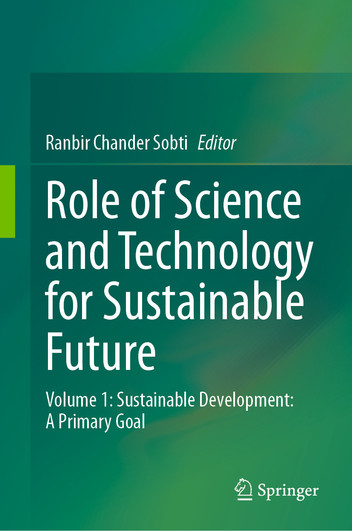 Ranbir Chander Sobti Editor
Role of Science
and Technology
for Sustainable
Future
Volume 1: Sustainable Development:
A Primary Goal
Springer